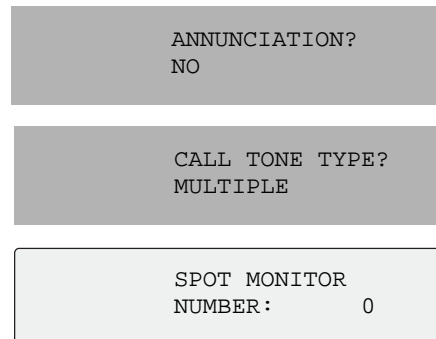 ANNUNCIATION?
NO
CALL TONE TYPE?
MULTIPLE
SPOT MONITOR
NUMBER: 0